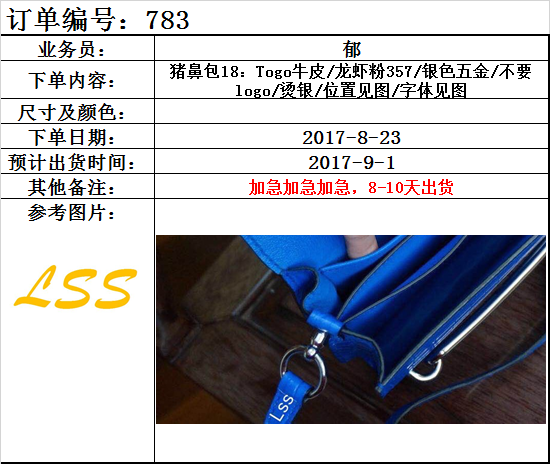 订单编号：783
业务员：
郁
下单内容：
猪鼻包18：Togo牛皮/龙虾粉357/银色五金/不要
logo/烫银/位置见图/字体见图
尺寸及颜色：
下单日期：
2017-8-23
预计出货时间：
2017-9-1
其他备注：
加急加急加急，8-10天出货
参考图片：
LSS
LSS